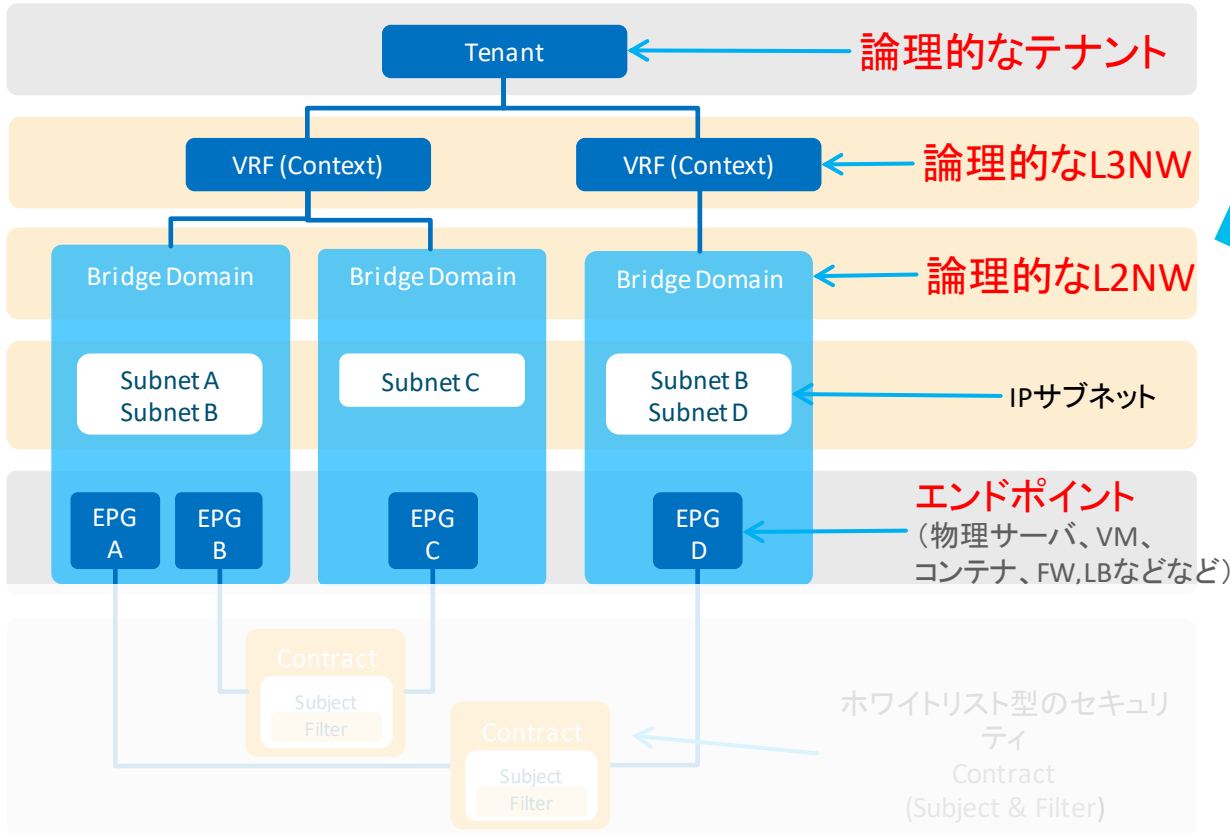 Tenant
論理的なテナント
VRF (Context)
VRF (Context)
論理的なL3NW
Bridge Domain
Bridge Domain
Bridge Domain
論理的なL2NW
Subnet A
Subnet B
Subnet C
Subnet B
Subnet D
IPサブネット
EPG
A
EPG
B
EPG
C
EPG
D
エンドポイント
（物理サーバ、VM、
コンテナ、FW,LBなどなど）
Contract
Subject
Filter
Contract
Subject
Filter
ホワイトリスト型のセキュリ
ティ
Contract
(Subject & Filter)